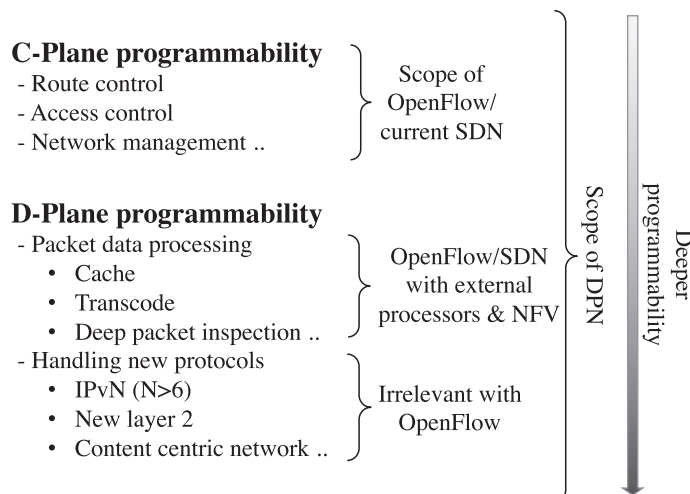 C-Plane programmability
- Route control
- Access control
- Network management ..
Scope of
OpenFlow/
current SDN
D-Plane programmability
- Packet data processing
• Cache
• Transcode
• Deep packet inspection ..
OpenFlow/SDN
with external
processors & NFV
- Handling new protocols
• IPvN (N>6)
• New layer 2
• Content centric network ..
Irrelevant with
OpenFlow
Scope of DPN
Deeper
programmability